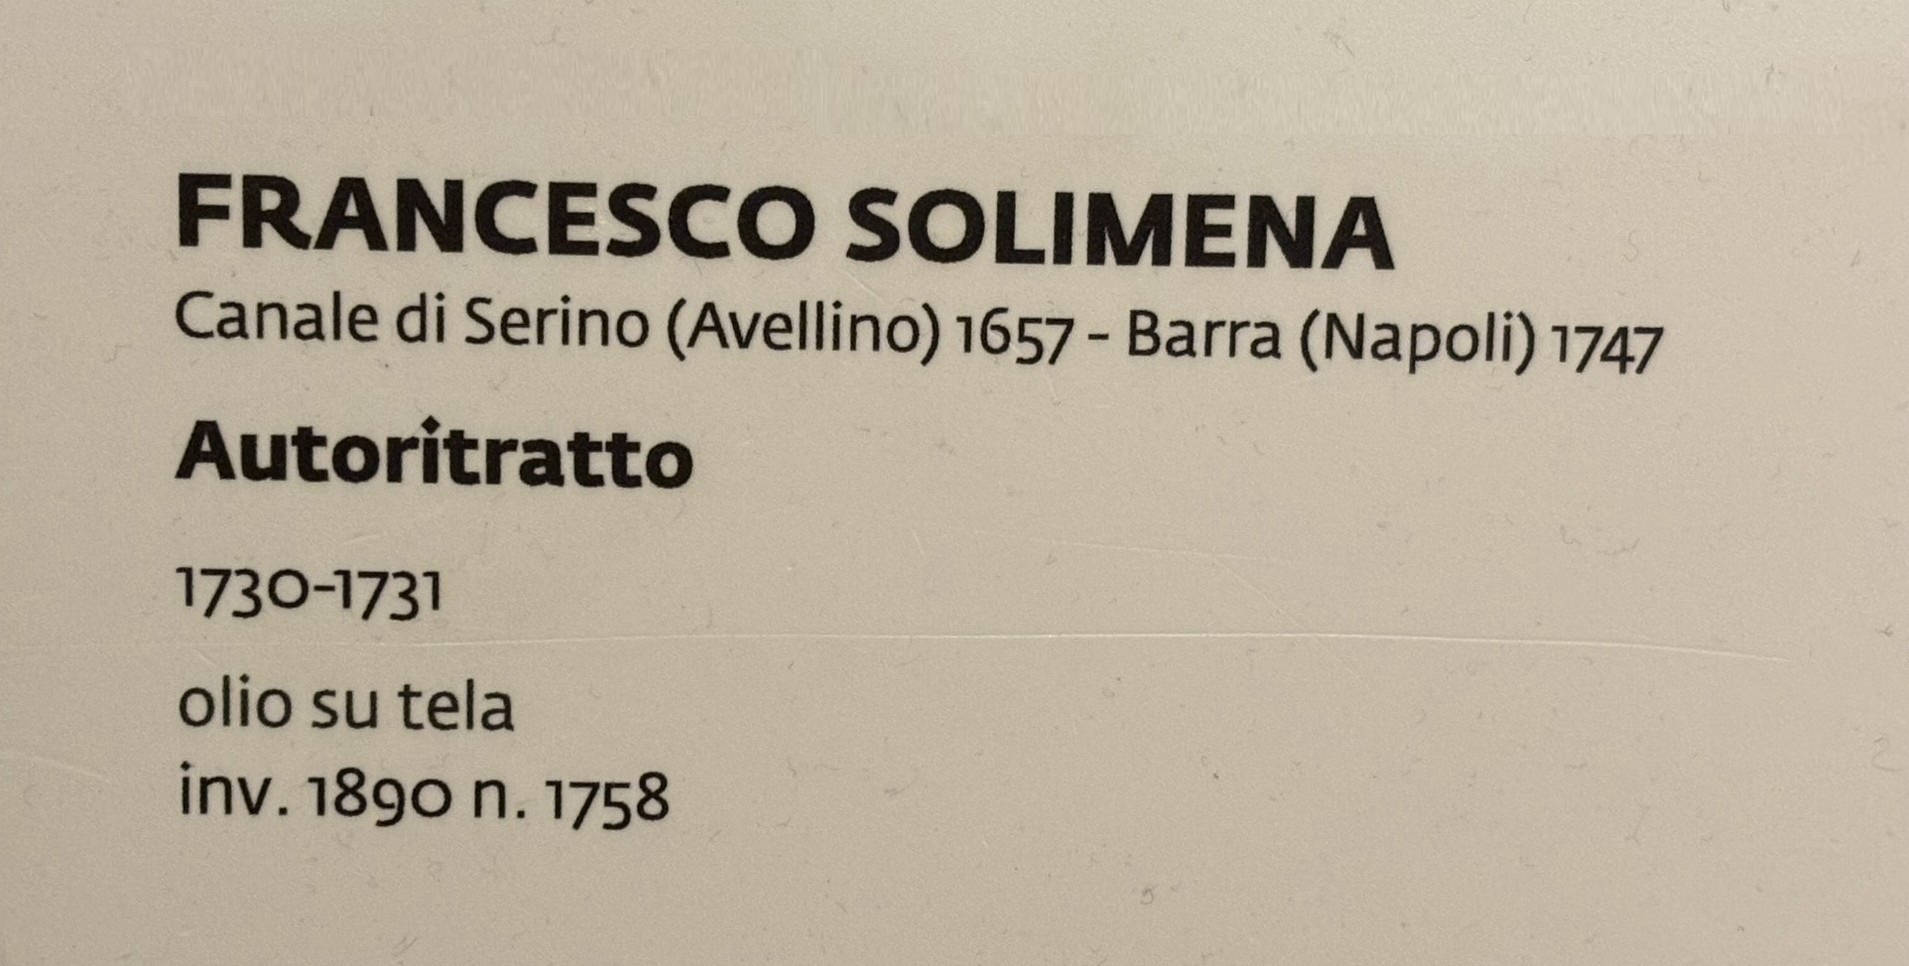 FRANCESCO SOLIMENA
Canale di Serino (Avellino) 1657 - Barra (Napoli) 1747
Autoritratto
1730-1731
olio su tela
inv. 1890 n. 1758